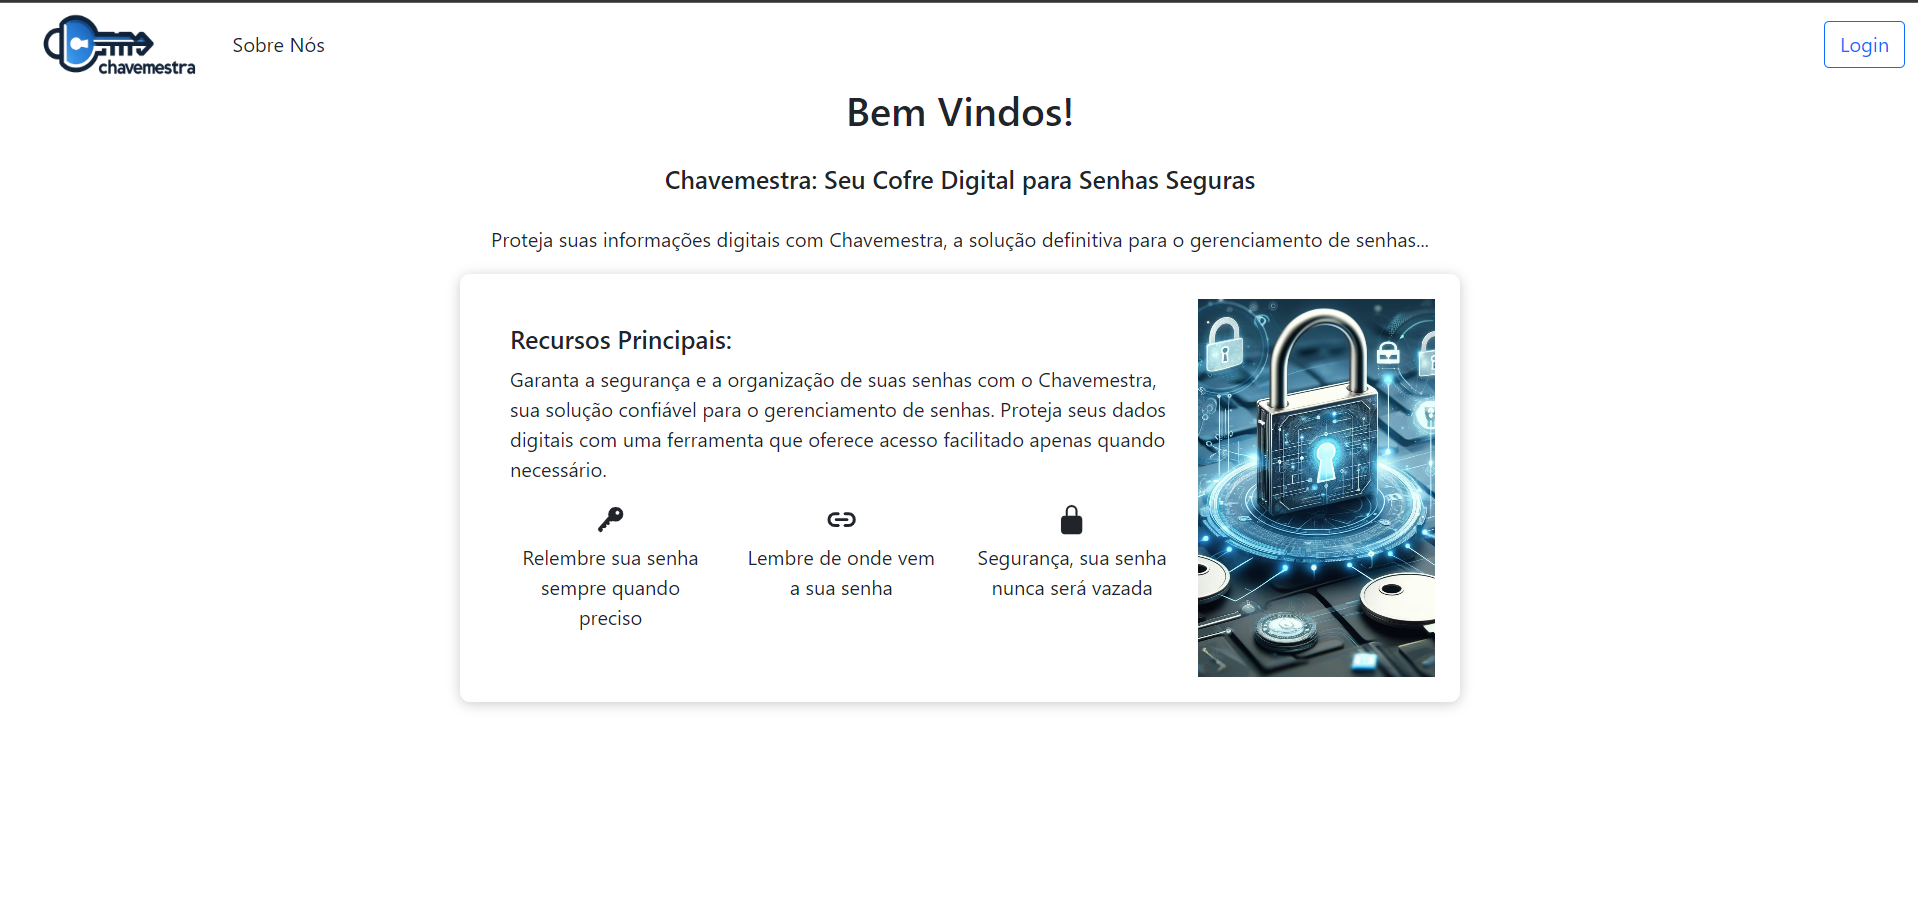 chavemestra
Sobre Nós
Login
Bem Vindos!
Chavemestra: Seu Cofre Digital para Senhas Seguras
Proteja suas informações digitais com Chavemestra, a solução definitiva para o gerenciamento de senhas...
Recursos Principais:
Garanta a segurança e a organização de suas senhas com o Chavemestra,
sua solução confiável para o gerenciamento de senhas. Proteja seus dados
digitais com uma ferramenta que oferece acesso facilitado apenas quando
necessário.
Relembre sua senha
sempre quando
preciso
Lembre de onde vem
a sua senha
Segurança, sua senha
nunca será vazada